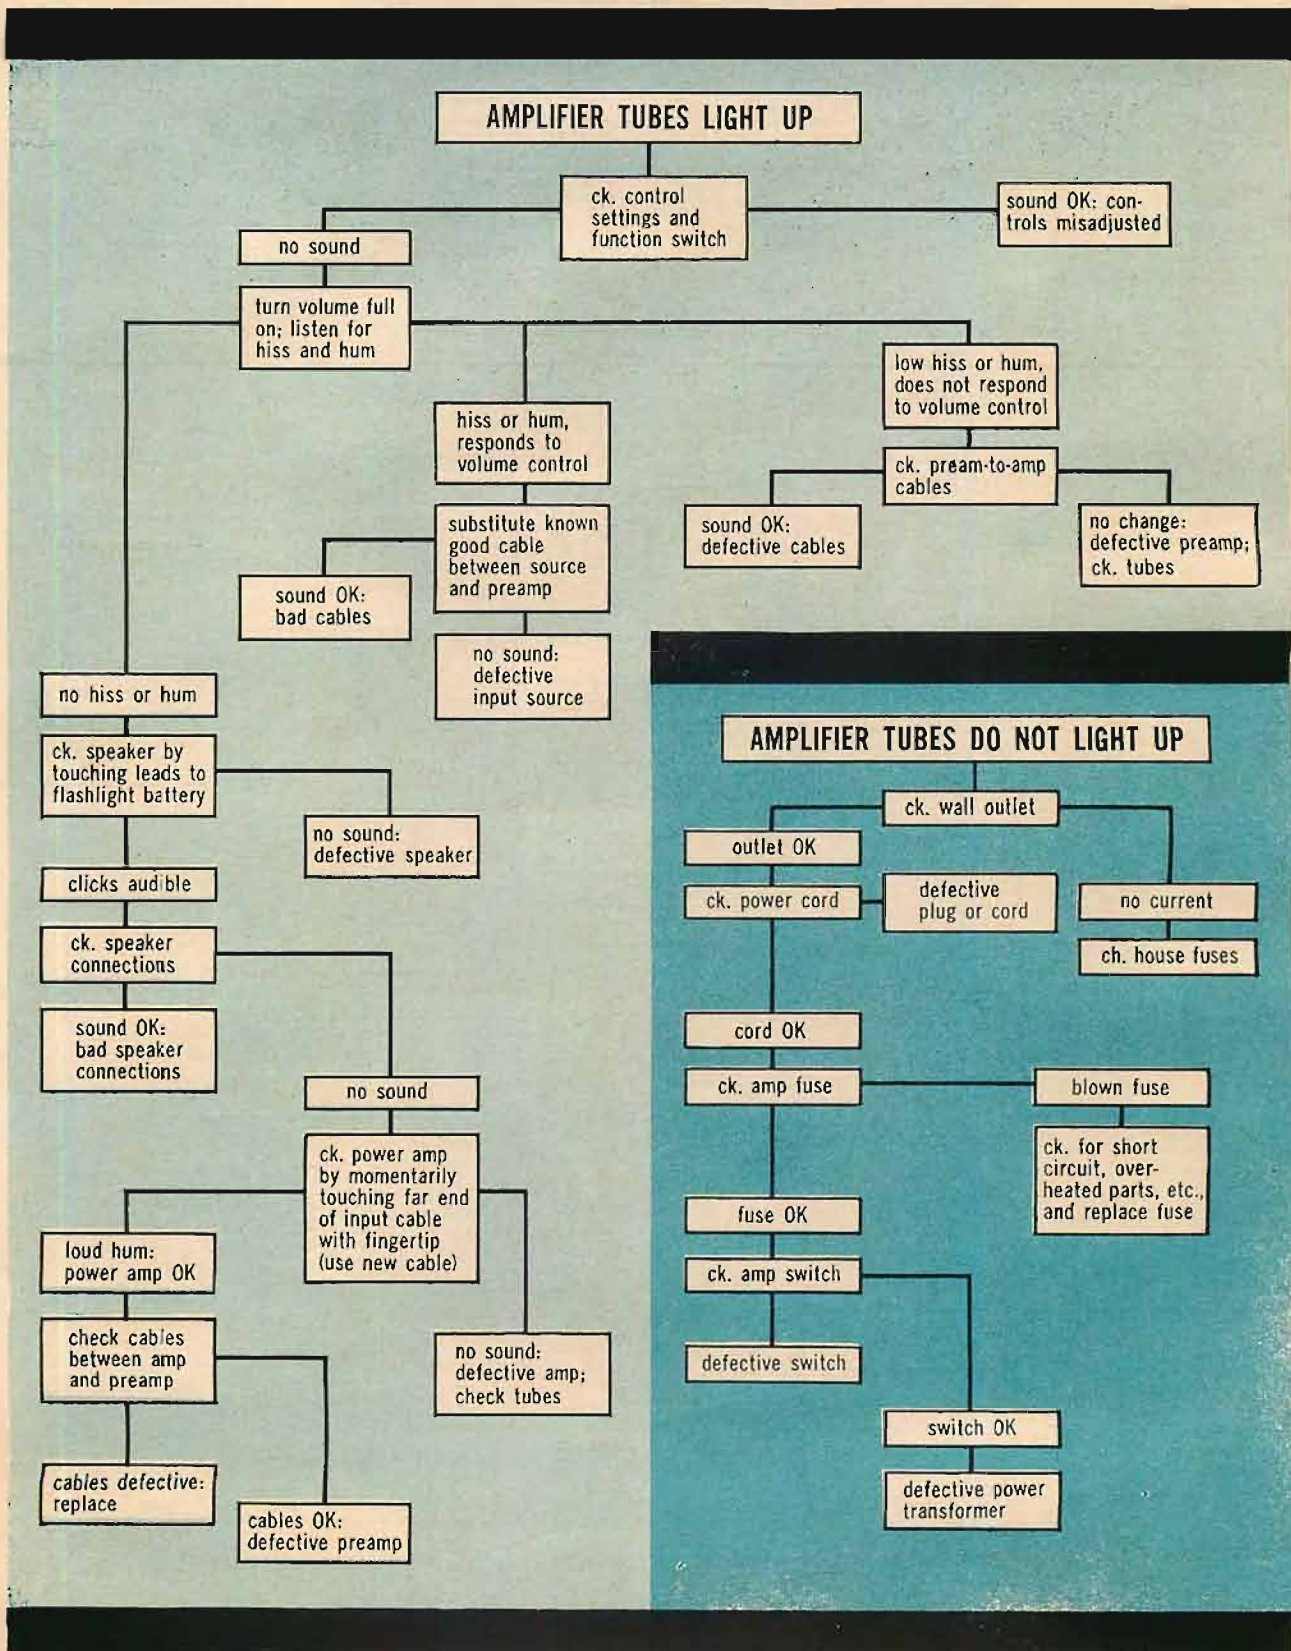 AMPLIFIER TUBES LIGHT UP
ck. control
settings and
function switch
sound OK: con-
trols misadjusted
no sound
turn volume full
on; listen for
hiss and hum
low hiss or hum,
does not respond
to volume control
hiss or hum,
responds to
volume control
ck. pream-to-amp
cables
sound OK:
defective cables
no change:
defective preamp;
ck. tubes
substitute known
good cable
between source
and preamp
sound OK:
bad cables
no sound:
defective
input source
no hiss or hum
ck. speaker by
touching leads to
flashlight battery
no sound:
defective speaker
clicks audible
ck. speaker
connections
sound OK:
bad speaker
connections
no sound
ck. power amp
by momentarily
touching far end
of input cable
with fingertip
(use new cable)
loud hum:
power amp OK
check cables
between amp
and preamp
no sound:
defective amp;
check tubes
cables defective:
replace
cables OK:
defective preamp
AMPLIFIER TUBES DO NOT LIGHT UP
ck. wall outlet
outlet OK
ck. power cord
defective
plug or cord
no current
ch. house fuses
cord OK
ck. amp fuse
blown fuse
ck. for short
circuit, over-
heated parts, etc.,
and replace fuse
fuse OK
ck. amp switch
defective switch
switch OK
defective power
transformer